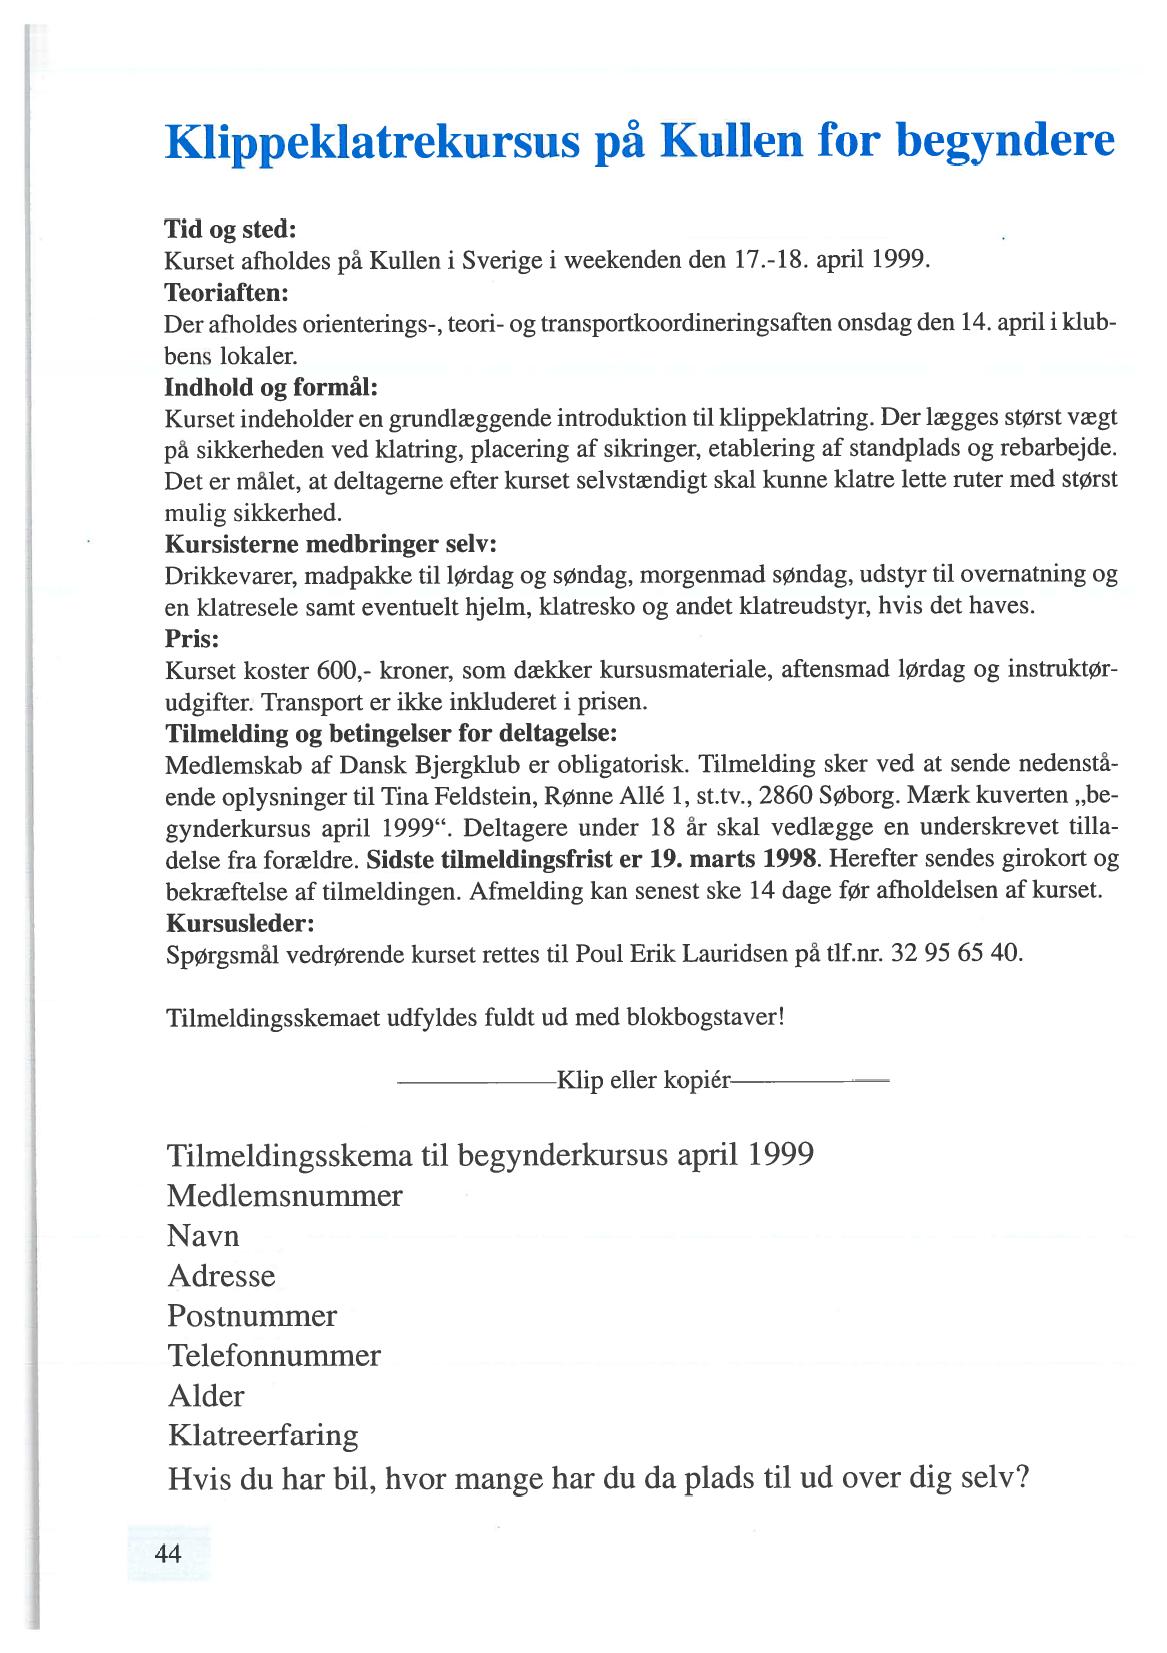 Klippeklatrekursus på Kullen for begyndere
Tid og sted:
Kurset afholdes på Kullen i Sverige i weekenden den 17.-18. april 1999.
Teoriaften:
Der afholdes orienterings-, teori- og transportkoordineringsaften onsdag den 14. april i klub-
bens lokaler.
Indhold og formål:
Kurset indeholder en grundlæggende introduktion til klippeklatring. Der lægges størst vægt
på sikkerheden ved klatring, placering af sikringer, etablering af standplads og rebarbejde.
Det er målet, at deltagerne efter kurset selvstændigt skal kunne klatre lette ruter med størst
mulig sikkerhed.
Kursisterne medbringer selv:
Drikkevarer, madpakke til lørdag og søndag, morgenmad søndag, udstyr til overnatning og
en klatresele samt eventuelt hjelm, klatresko og andet klatreudstyr, hvis det haves.
Pris:
Kurset koster 600,- kroner, som dækker kursusmateriale, aftensmad lørdag og instruktør-
udgifter. Transport er ikke inkluderet i prisen.
Tilmelding og betingelser for deltagelse:
Medlemskab af Dansk Bjergklub er obligatorisk. Tilmelding sker ved at sende nedenstå-
ende oplysninger til Tina Feldstein, Rønne Allé 1, st.tv., 2860 Søborg. Mærk kuverten „be-
gynderkursus april 1999“. Deltagere under 18 år skal vedlægge en underskrevet tilla-
delse fra forældre. Sidste tilmeldingsfrist er 19. marts 1998. Herefter sendes girokort og
bekræftelse af tilmeldingen. Afmelding kan senest ske 14 dage før afholdelsen af kurset.
Kursusleder:
Spørgsmål vedrørende kurset rettes til Poul Erik Lauridsen på tlf.nr. 32 95 65 40.
Tilmeldingsskemaet udfyldes fuldt ud med blokbogstaver!
Klip eller kopiér
Tilmeldingsskema til begynderkursus april 1999
Medlemsnummer
Navn
Adresse
Postnummer
Telefonnummer
Alder
Klatreerfaring
Hvis du har bil, hvor mange har du da plads til ud over dig selv?
44